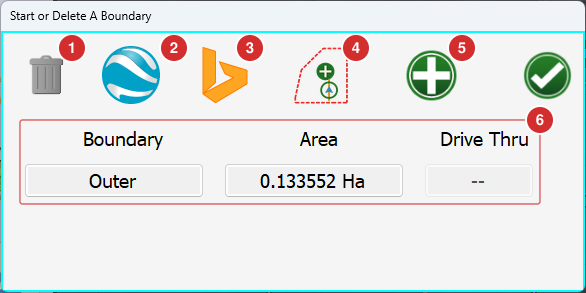 Start or Delete A Boundary
1 2 3 4 5
6
Boundary Area Drive Thru
Outer 0.133552 Ha --